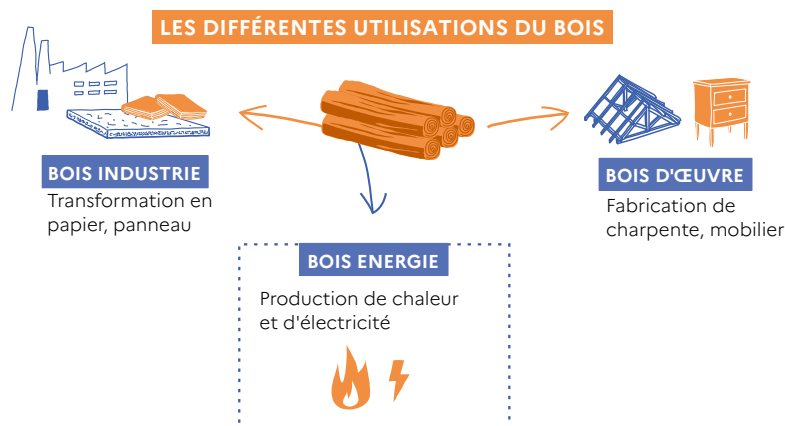 LES DIFFÉRENTES UTILISATIONS DU BOIS
BOIS INDUSTRIE
Transformation en
papier, panneau
BOIS D'ŒUVRE
Fabrication de
charpente, mobilier
BOIS ENERGIE
Production de chaleur
et d'électricité